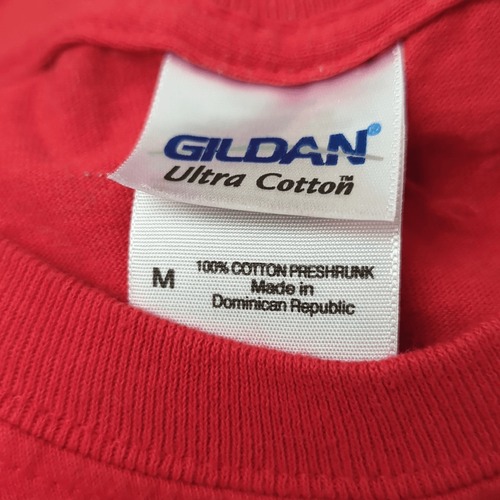 GILDAN®
Ultra Cotton™
M
100% COTTON PRESHRUNK
Made in
Dominican Republic